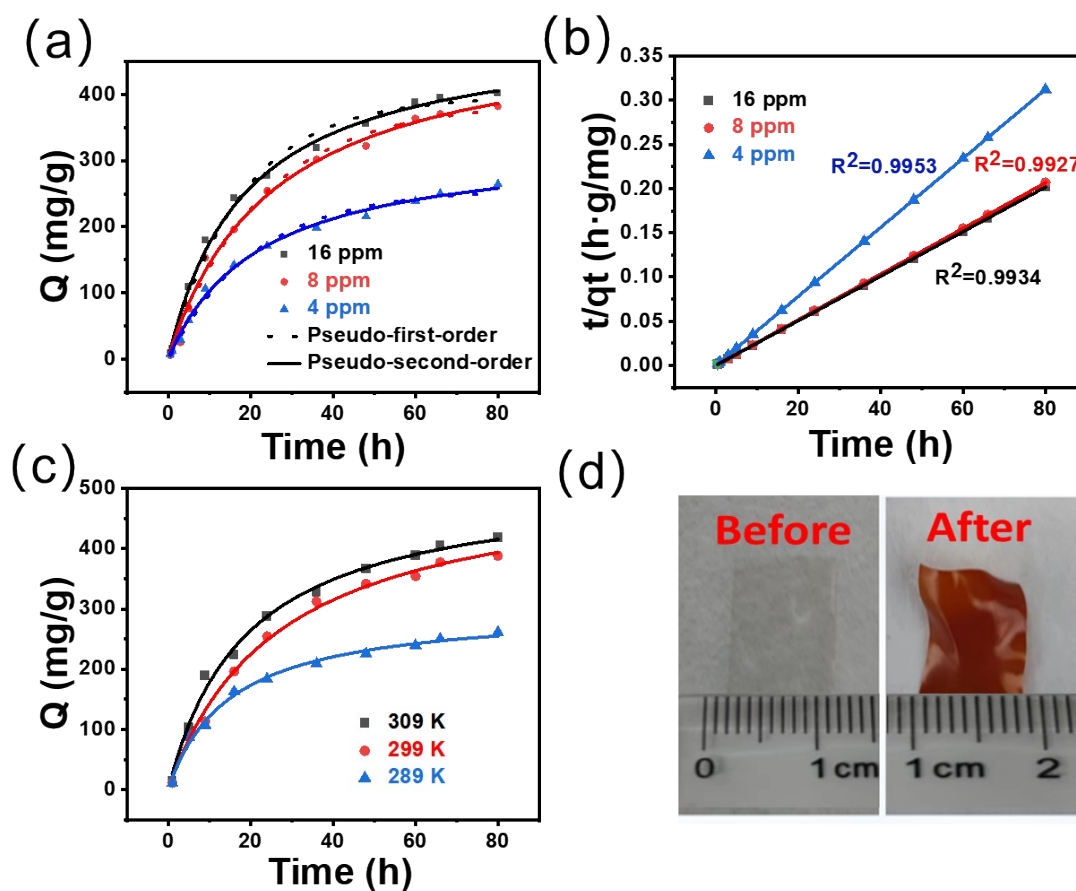 (a)
Q (mg/g)
400
300
200
100
0
16 ppm
8 ppm
4 ppm
Pseudo-first-order
Pseudo-second-order
0 20 40 60 80
Time (h)
(b)
t/qt (h·g/mg)
0.35
0.30
0.25
0.20
0.15
0.10
0.05
0.00
16 ppm
8 ppm
4 ppm
R²=0.9953
R²=0.9927
R²=0.9934
0 20 40 60 80
Time (h)
(c)
Q (mg/g)
500
400
300
200
100
0
309 K
299 K
289 K
0 20 40 60 80
Time (h)
(d)
Before
0 1 cm
After
1 cm 2